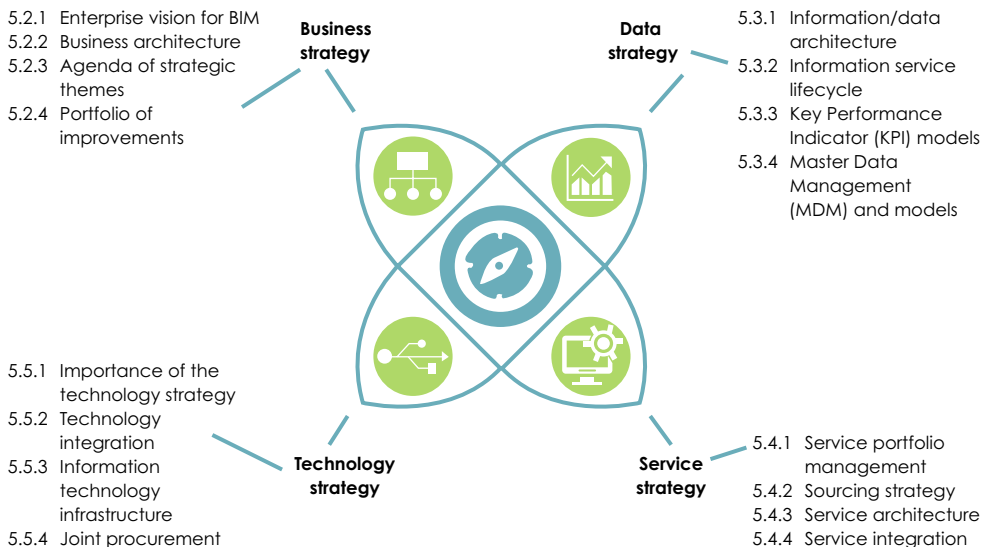 5.2.1 Enterprise vision for BIM
5.2.2 Business architecture
5.2.3 Agenda of strategic
themes
5.2.4 Portfolio of
improvements
Business
strategy
Data
strategy
5.3.1 Information/data
architecture
5.3.2 Information service
lifecycle
5.3.3 Key Performance
Indicator (KPI) models
5.3.4 Master Data
Management
(MDM) and models
5.5.1 Importance of the
technology strategy
5.5.2 Technology
integration
5.5.3 Information
technology
infrastructure
5.5.4 Joint procurement
Technology
strategy
Service
strategy
5.4.1 Service portfolio
management
5.4.2 Sourcing strategy
5.4.3 Service architecture
5.4.4 Service integration